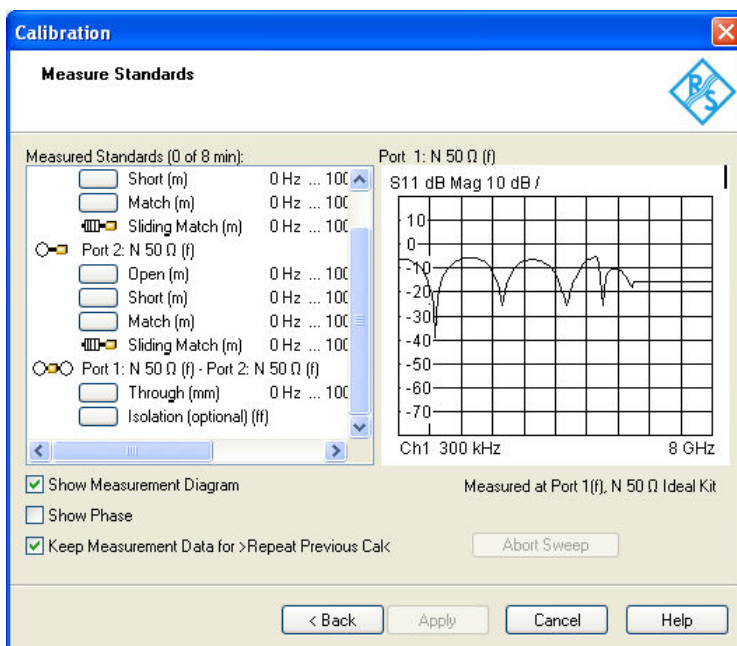 Calibration
Measure Standards
R S
Measured Standards (0 of 8 min):
Short (m) 0 Hz ... 100
Match (m) 0 Hz ... 100
Sliding Match (m) 0 Hz ... 100
Port 2: N 50 Ω (f)
Open (m) 0 Hz ... 100
Short (m) 0 Hz ... 100
Match (m) 0 Hz ... 100
Sliding Match (m) 0 Hz ... 100
Port 1: N 50 Ω (f) - Port 2: N 50 Ω (f)
Through (mm) 0 Hz ... 100
Isolation (optional) (ff)
Port 1: N 50 Ω (f)
S11 dB Mag 10 dB /
10
0
-10
-20
-30
-40
-50
-60
-70
Ch1 300 kHz 8 GHz
Show Measurement Diagram
Measured at Port 1(f), N 50 Ω Ideal Kit
Show Phase
Keep Measurement Data for >Repeat Previous Cal<
Abort Sweep
< Back Apply Cancel Help